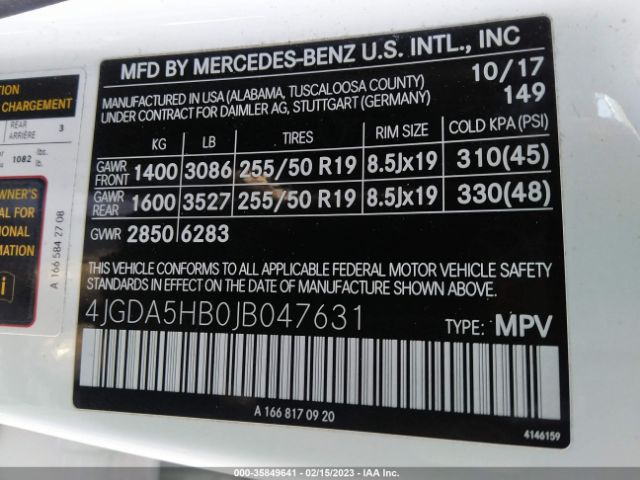 MFD BY MERCEDES-BENZ U.S. INTL., INC
10/17
MANUFACTURED IN USA (ALABAMA, TUSCALOOSA COUNTY)
UNDER CONTRACT FOR DAIMLER AG, STUTTGART (GERMANY)
149
KG LB TIRES RIM SIZE COLD KPA (PSI)
GAWR FRONT 1400 3086 255/50 R19 8.5Jx19 310(45)
GAWR REAR 1600 3527 255/50 R19 8.5Jx19 330(48)
GVWR 2850 6283
THIS VEHICLE CONFORMS TO ALL APPLICABLE FEDERAL MOTOR VEHICLE SAFETY
STANDARDS IN EFFECT ON THE DATE OF MANUFACTURE SHOWN ABOVE.
4JGDA5HB0JB047631 TYPE: MPV
A 166 817 09 20
4146159
CHARGEMENT
REAR
ARRIÈRE
3
1082
lb
OWNER'S
AL FOR
A 166 584 27 08
000-35849641 - 02/15/2023 - IAA Inc.